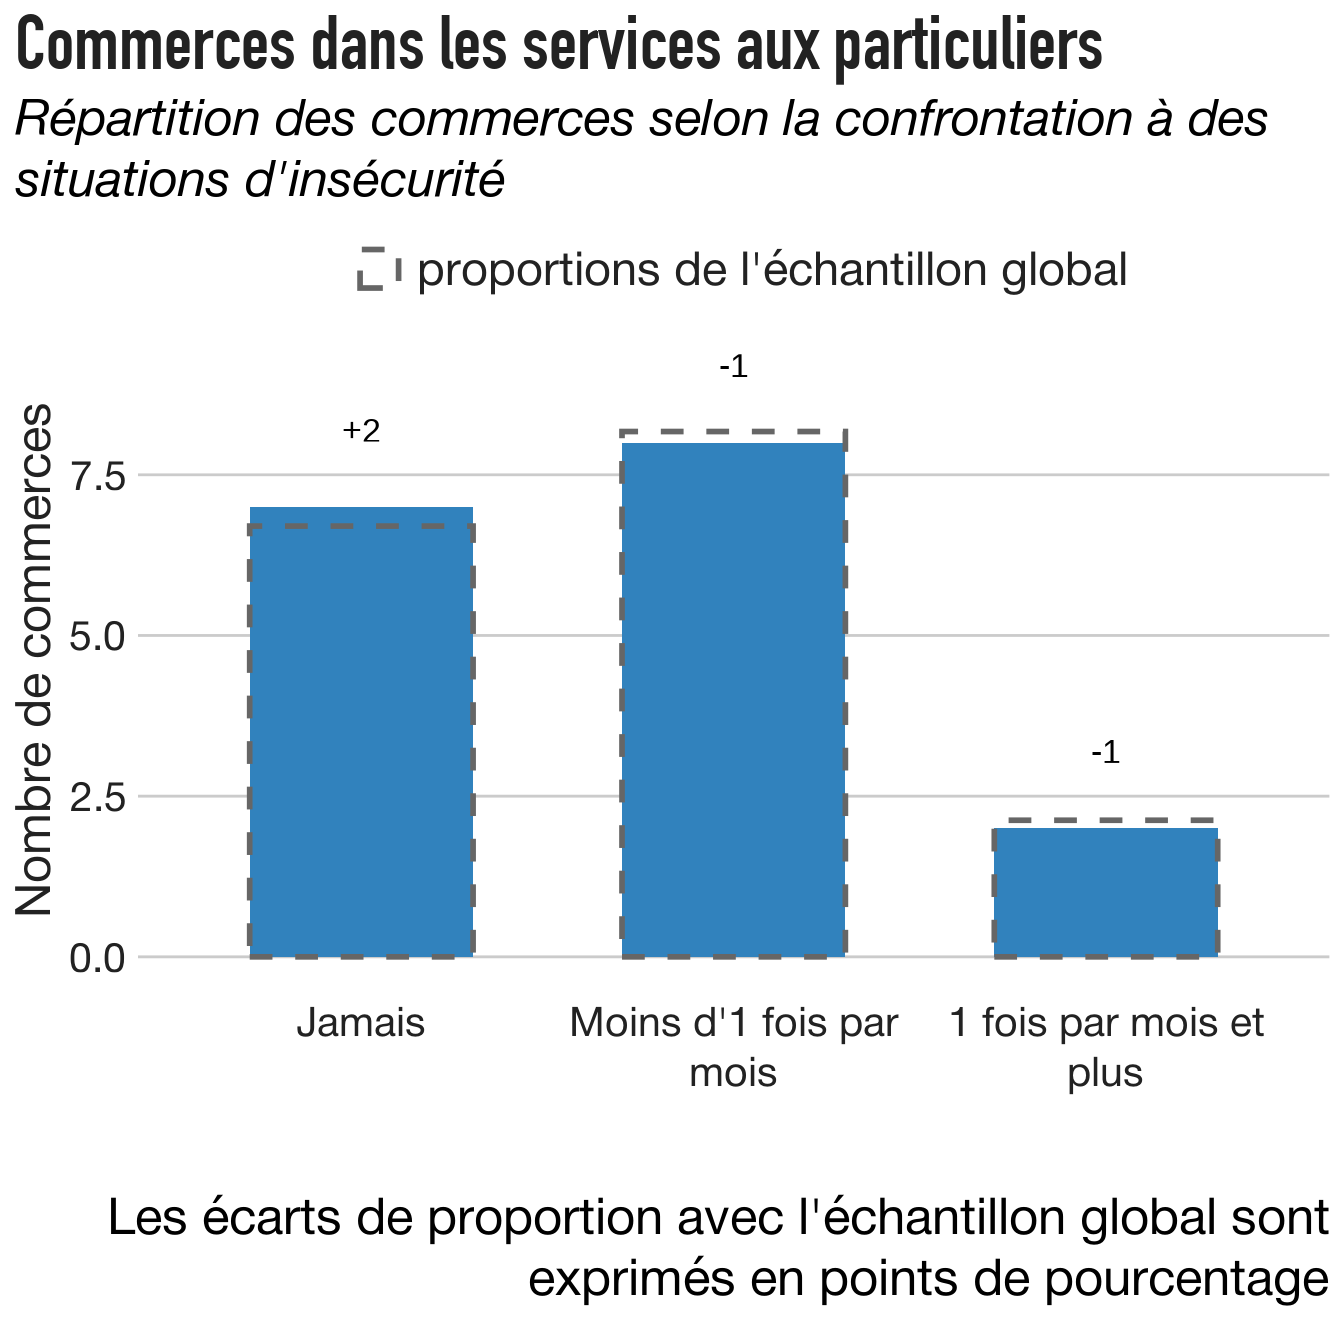 Commerces dans les services aux particuliers
Répartition des commerces selon la confrontation à des
situations d'insécurité
proportions de l'échantillon global
Nombre de commerces
-1
+2
7.5
5.0
-1
2.5
0.0
Jamais
Moins d'1 fois par
mois
1 fois par mois et
plus
Les écarts de proportion avec l'échantillon global sont
exprimés en points de pourcentage